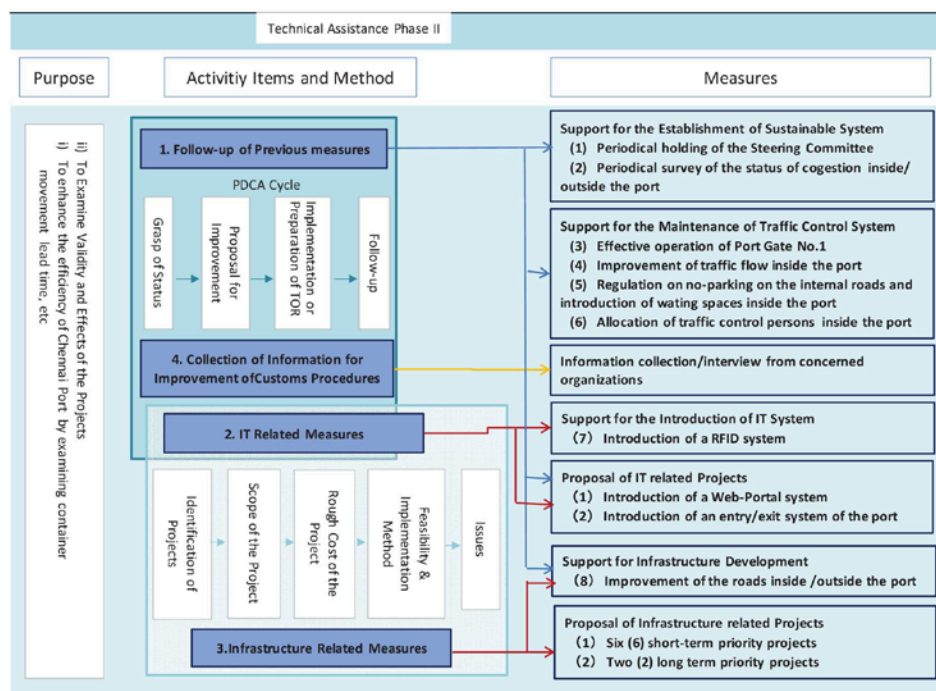 Technical Assistance Phase II
Purpose
Activitiy Items and Method
Measures
ii) To Examine Validity and Effects of the Projects
i) To enhance the efficiency of Chennai Port by examining container
movement lead time, etc
1. Follow-up of Previous measures
PDCA Cycle
Grasp of Status
Proposal for
Improvement
Implementation or
Preparation of TOR
Follow-up
4. Collection of Information for
Improvement ofCustoms Procedures
2. IT Related Measures
Identification of
Projects
Scope of the Project
Rough Cost of the
Project
Feasibility &
Implementation
Method
Issues
3.Infrastructure Related Measures
Support for the Establishment of Sustainable System
(1) Periodical holding of the Steering Committee
(2) Periodical survey of the status of cogestion inside/
outside the port
Support for the Maintenance of Traffic Control System
(3) Effective operation of Port Gate No.1
(4) Improvement of traffic flow inside the port
(5) Regulation on no-parking on the internal roads and
introduction of wating spaces inside the port
(6) Allocation of traffic control persons inside the port
Information collection/interview from concerned
organizations
Support for the Introduction of IT System
(7) Introduction of a RFID system
Proposal of IT related Projects
(1) Introduction of a Web-Portal system
(2) Introduction of an entry/exit system of the port
Support for Infrastructure Development
(8) Improvement of the roads inside /outside the port
Proposal of Infrastructure related Projects
(1) Six (6) short-term priority projects
(2) Two (2) long term priority projects